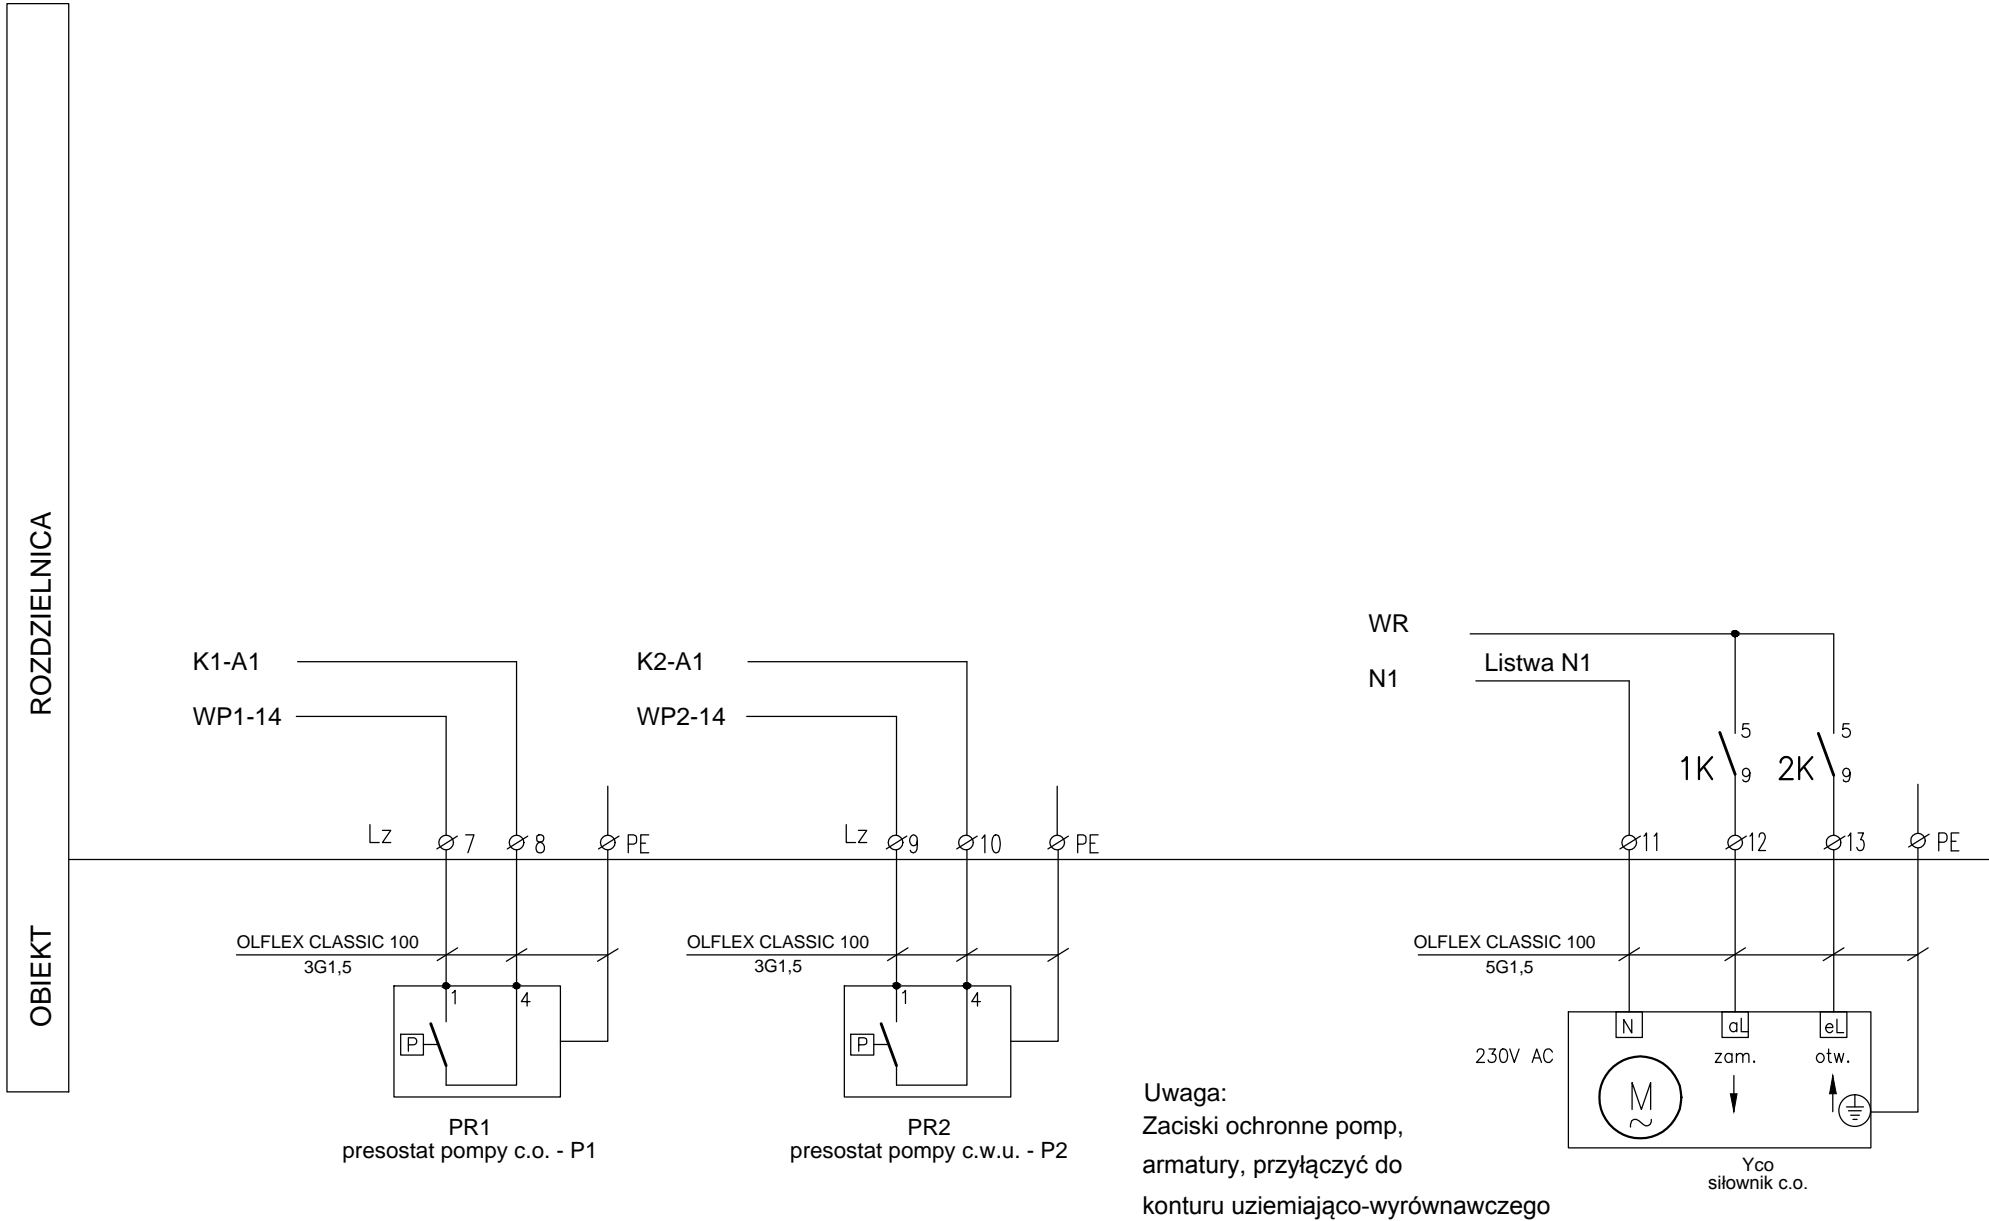 ROZDZIELNICA
OBIEKT
K1-A1
WP1-14
Lz 7 8 PE
OLFLEX CLASSIC 100
3G1,5
1 4
P
PR1
presostat pompy c.o. - P1
K2-A1
WP2-14
Lz 9 10 PE
OLFLEX CLASSIC 100
3G1,5
1 4
P
PR2
presostat pompy c.w.u. - P2
Uwaga:
Zaciski ochronne pomp,
armatury, przyłączyć do
konturu uziemiająco-wyrównawczego
WR
N1 Listwa N1
5 5
1K 2K
9 9
11 12 13 PE
OLFLEX CLASSIC 100
5G1,5
N aL eL
230V AC zam. otw.
M
~
Yco
siłownik c.o.